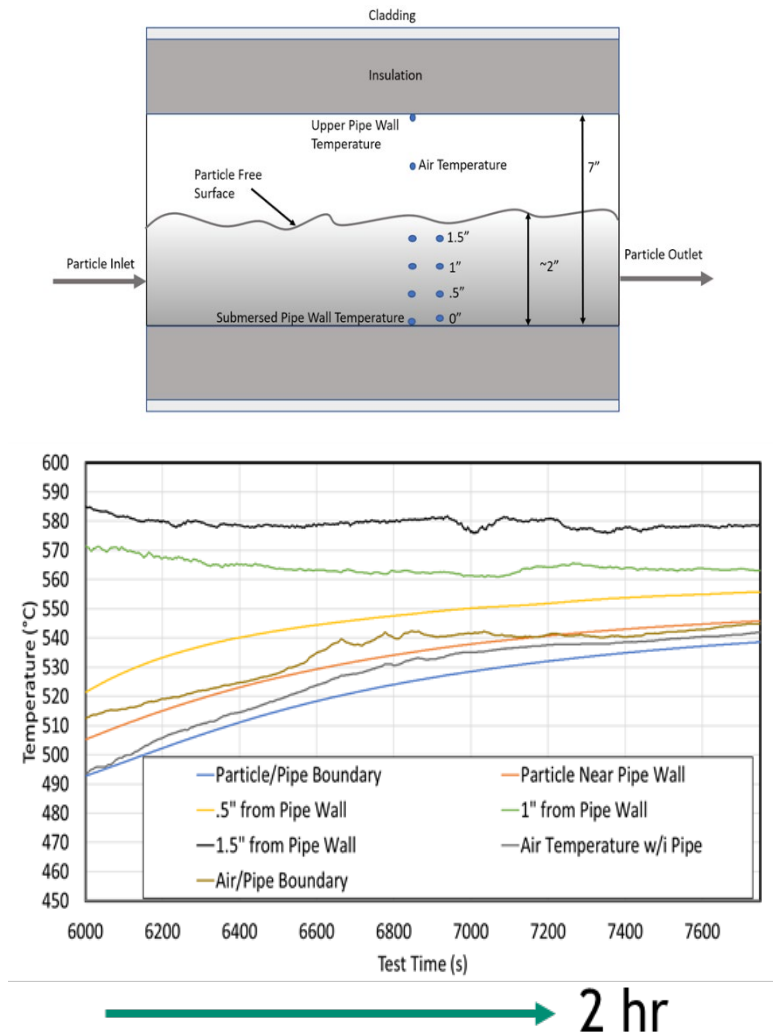 Cladding
Insulation
Upper Pipe Wall
Temperature
Air Temperature
7”
Particle Free
Surface
1.5”
Particle Inlet
1”
~2”
Particle Outlet
.5”
Submersed Pipe Wall Temperature
0”
600
590
580
570
560
550
540
530
520
510
500
490
480
470
460
450
Temperature (°C)
Particle/Pipe Boundary
Particle Near Pipe Wall
.5" from Pipe Wall
1" from Pipe Wall
1.5" from Pipe Wall
Air Temperature w/i Pipe
Air/Pipe Boundary
6000 6200 6400 6600 6800 7000 7200 7400 7600
Test Time (s)
2 hr